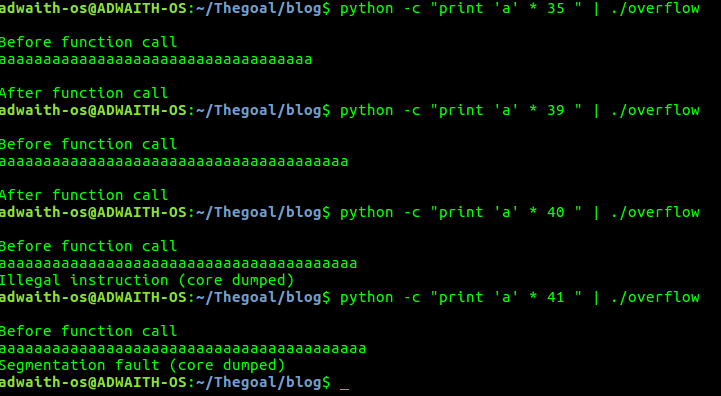 adwaith-os@ADWAITH-OS:~/Thegoal/blog$ python -c "print 'a' * 35 " | ./overflow
Before function call
aaaaaaaaaaaaaaaaaaaaaaaaaaaaaaaaaaa
After function call
adwaith-os@ADWAITH-OS:~/Thegoal/blog$ python -c "print 'a' * 39 " | ./overflow
Before function call
aaaaaaaaaaaaaaaaaaaaaaaaaaaaaaaaaaaaaaa
After function call
adwaith-os@ADWAITH-OS:~/Thegoal/blog$ python -c "print 'a' * 40 " | ./overflow
Before function call
aaaaaaaaaaaaaaaaaaaaaaaaaaaaaaaaaaaaaaaa
Illegal instruction (core dumped)
adwaith-os@ADWAITH-OS:~/Thegoal/blog$ python -c "print 'a' * 41 " | ./overflow
Before function call
aaaaaaaaaaaaaaaaaaaaaaaaaaaaaaaaaaaaaaaaa
Segmentation fault (core dumped)
adwaith-os@ADWAITH-OS:~/Thegoal/blog$ _